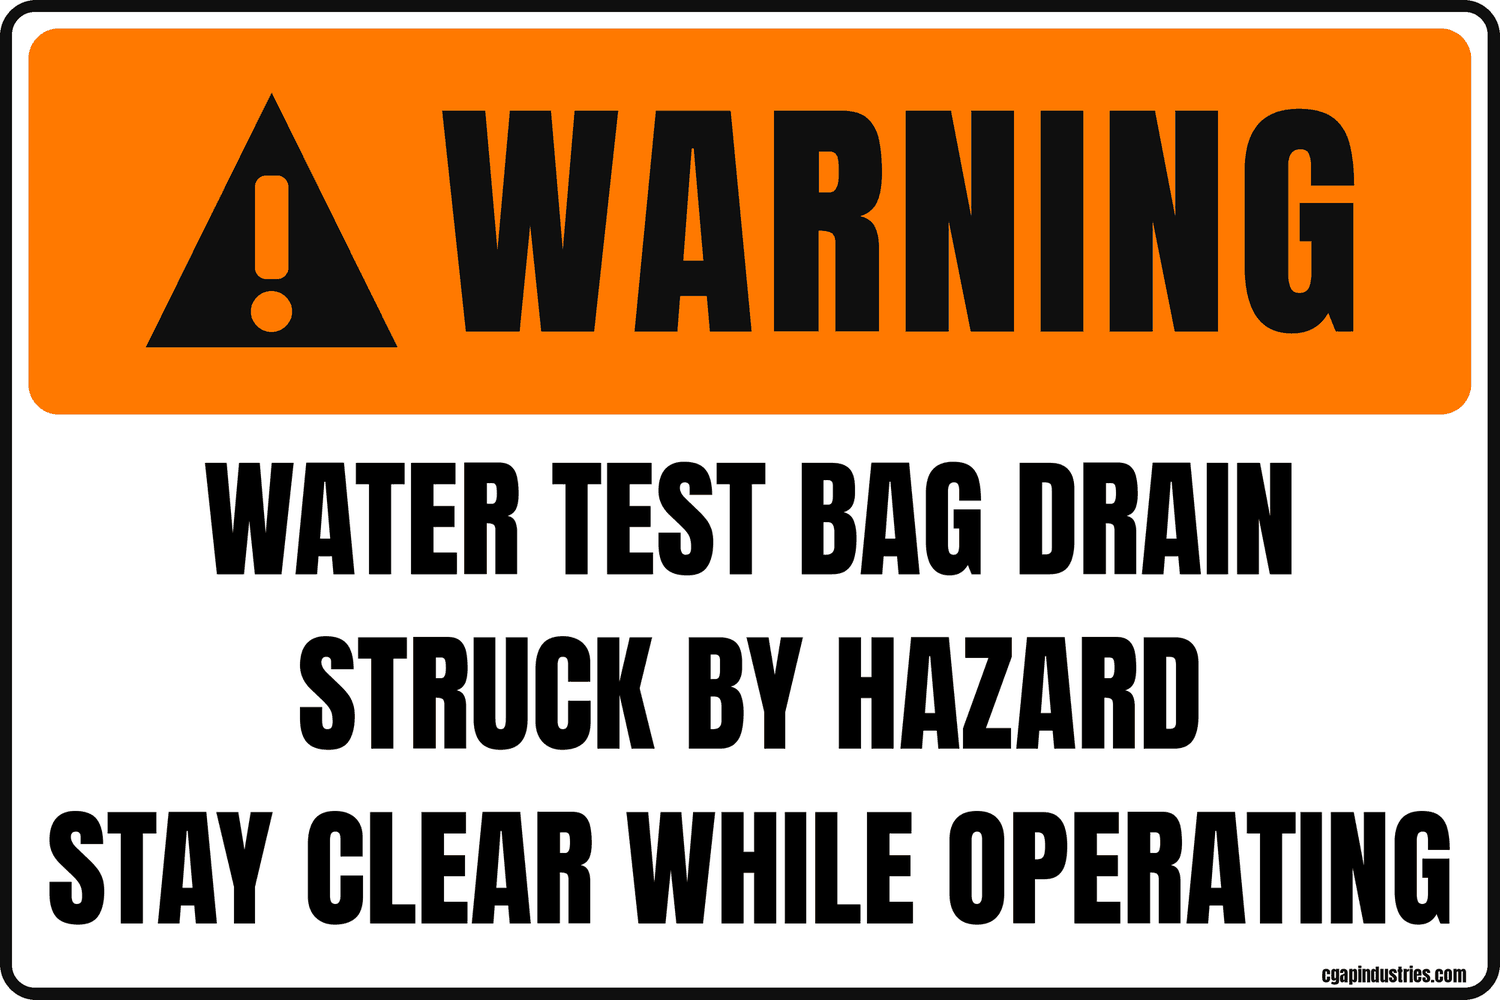 WARNING
WATER TEST BAG DRAIN
STRUCK BY HAZARD
STAY CLEAR WHILE OPERATING
cgapindustries.com